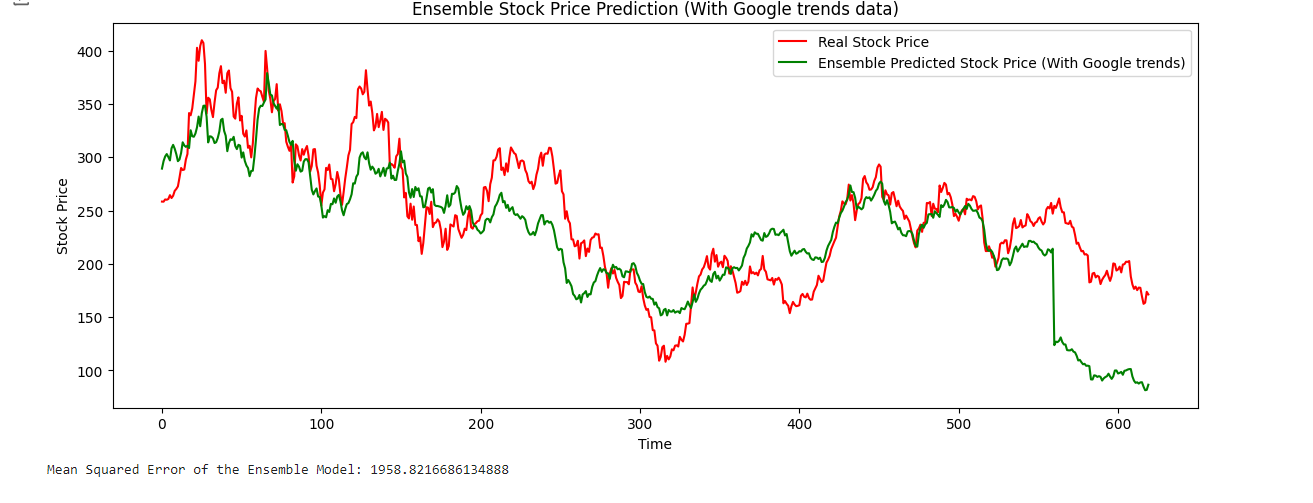 Ensemble Stock Price Prediction (With Google trends data)
Real Stock Price
Ensemble Predicted Stock Price (With Google trends)
Stock Price
400
350
300
250
200
150
100
0 100 200 300 400 500 600
Time
Mean Squared Error of the Ensemble Model: 1958.8216686134888